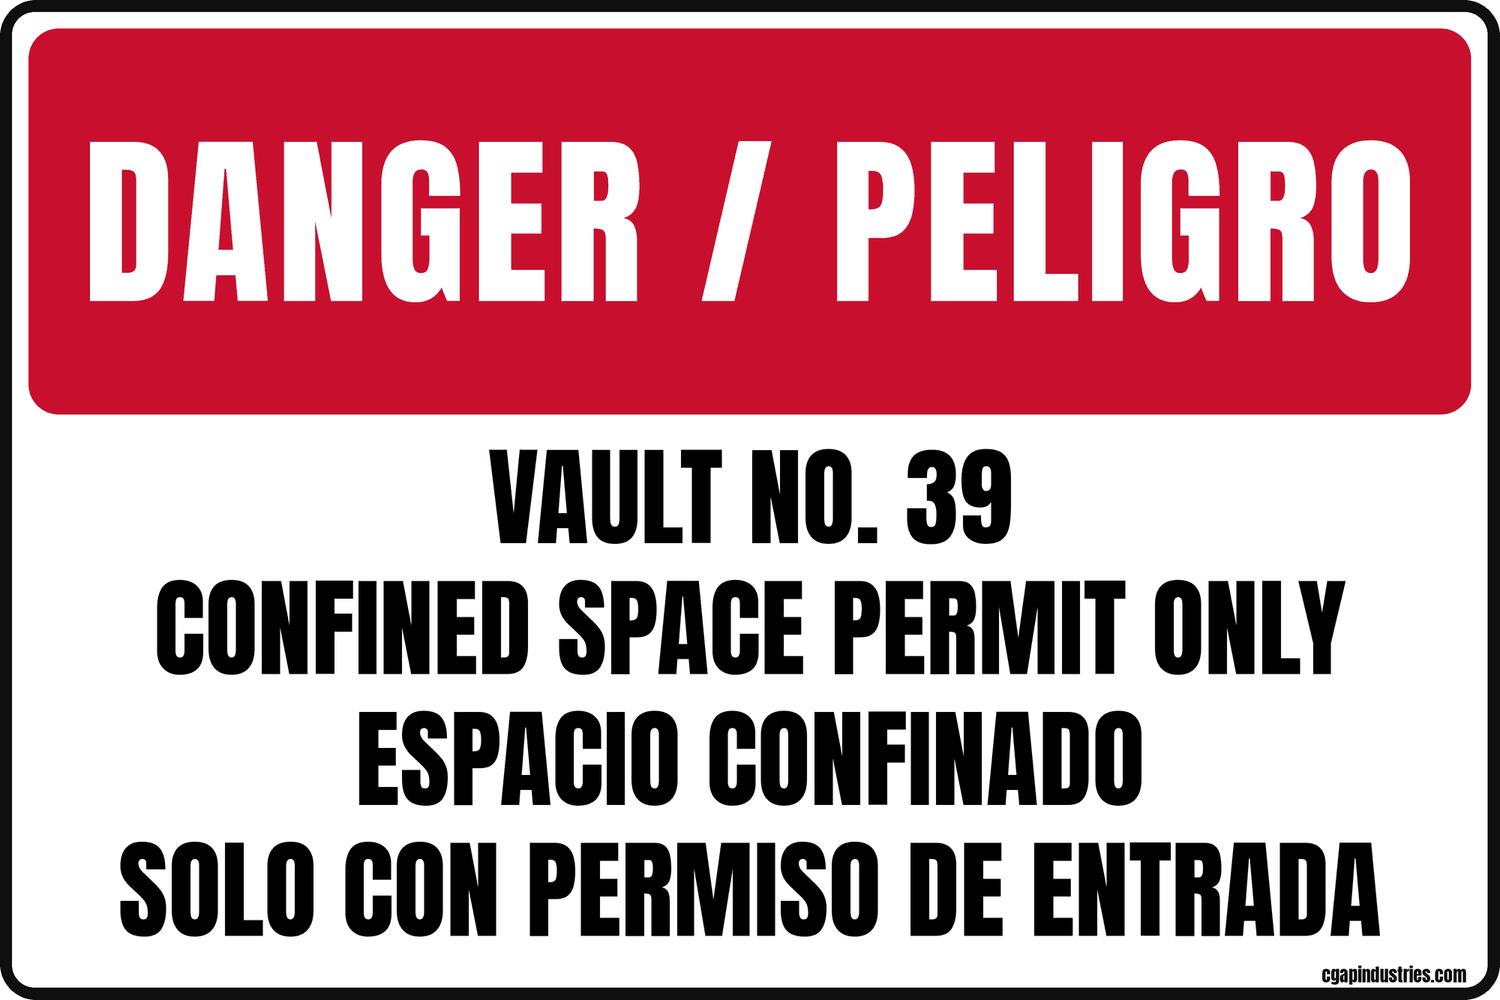 DANGER / PELIGRO
VAULT NO. 39
CONFINED SPACE PERMIT ONLY
ESPACIO CONFINADO
SOLO CON PERMISO DE ENTRADA
cgapindustries.com